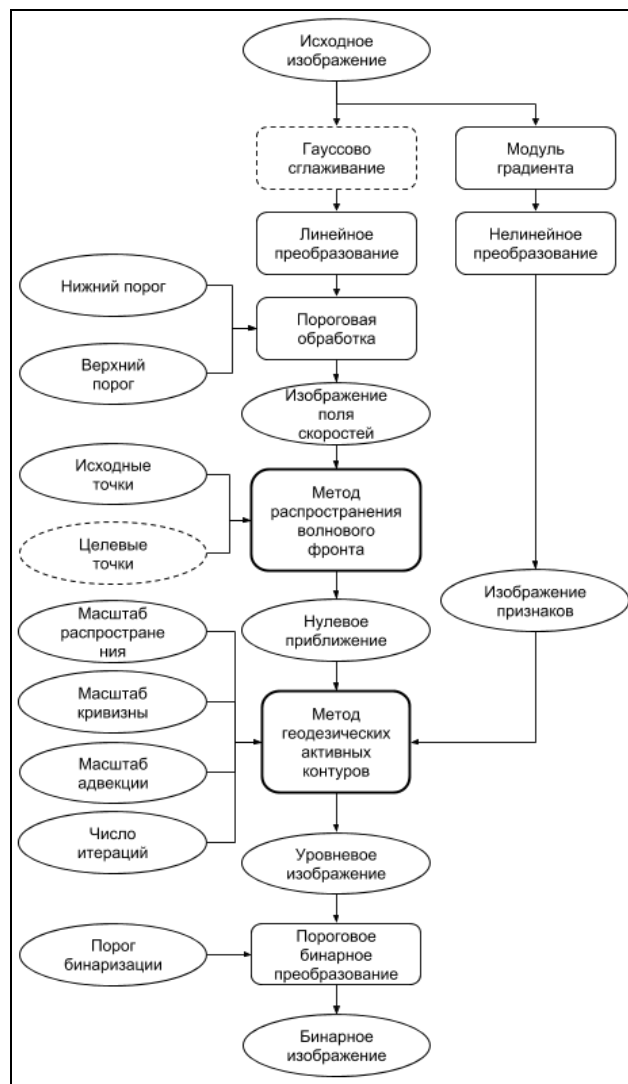 Исходное
изображение
Гауссово
сглаживание
Модуль
градиента
Линейное
преобразование
Нелинейное
преобразование
Нижний порог
Пороговая
обработка
Верхний
порог
Изображение
поля
скоростей
Исходные
точки
Метод
распространения
волнового
фронта
Целевые
точки
Изображение
признаков
Масштаб
распростране
ния
Нулевое
приближение
Масштаб
кривизны
Метод
геодезических
активных
контуров
Масштаб
адвекции
Число
итераций
Уровневое
изображение
Порог
бинаризации
Пороговое
бинарное
преобразование
Бинарное
изображение